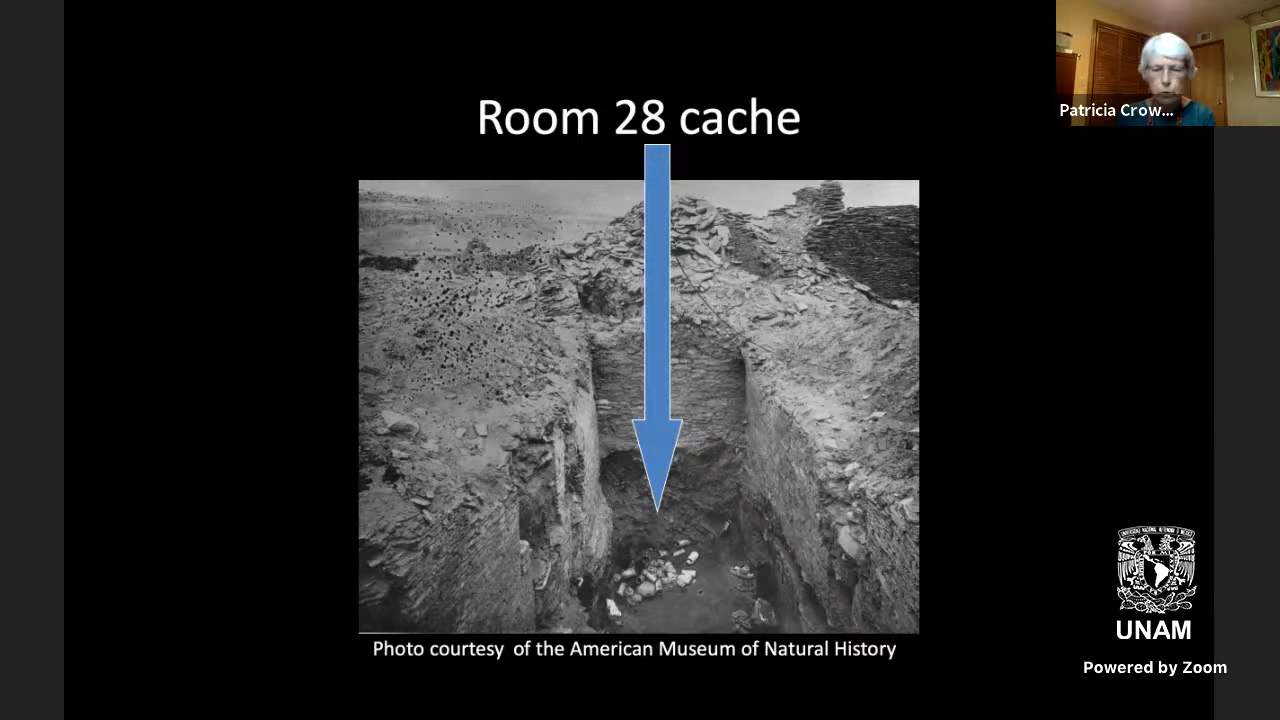 Room 28 cache
Patricia Crow...
Photo courtesy of the American Museum of Natural History
UNAM
Powered by Zoom